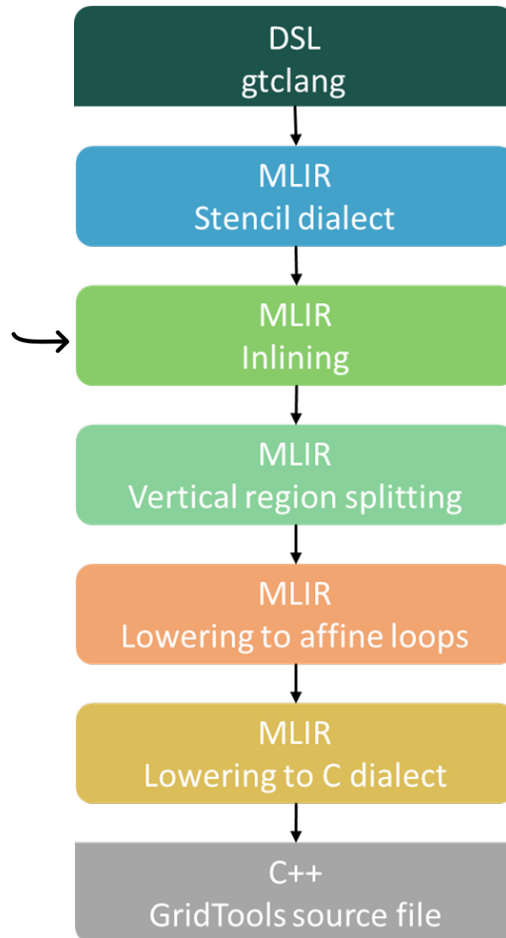 DSL
gtclang
MLIR
Stencil dialect
MLIR
Inlining
MLIR
Vertical region splitting
MLIR
Lowering to affine loops
MLIR
Lowering to C dialect
C++
GridTools source file